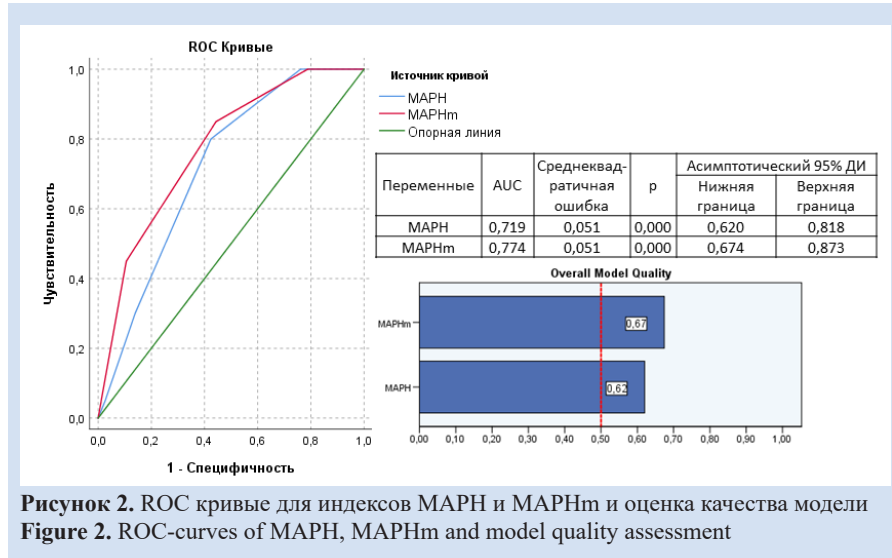 ROC Кривые
1,0
0,8
0,6
0,4
0,2
0,0
Чувствительность
0,0 0,2 0,4 0,6 0,8 1,0
1 - Специфичность
Источник кривой
MAPH
MAPHm
Опорная линия
Переменные AUC Среднеквад-
ратичная
ошибка
p Асимптотический 95% ДИ
Нижняя
граница
Верхняя
граница
MAPH 0,719 0,051 0,000 0,620 0,818
MAPHm 0,774 0,051 0,000 0,674 0,873
Overall Model Quality
MAPHm 0,67
MAPH 0,62
0,00 0,10 0,20 0,30 0,40 0,50 0,60 0,70 0,80 0,90 1,00
Рисунок 2. ROC кривые для индексов MAPH и MAPHm и оценка качества модели
Figure 2. ROC-curves of MAPH, MAPHm and model quality assessment